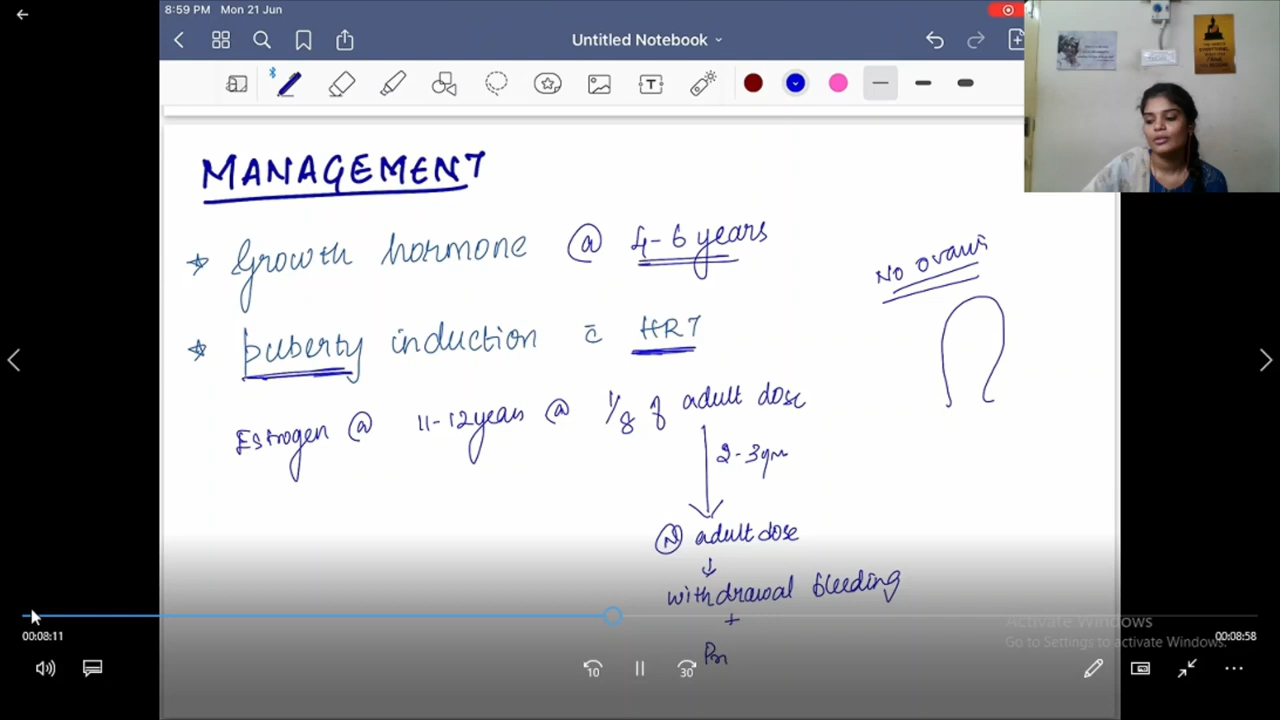 8:59 PM Mon 21 Jun
Untitled Notebook
T
MANAGEMENT
Growth hormone @ 4-6 years
No ovaries
puberty induction c̄ HRT
Estrogen @ 11-12 years @ 1/8 of adult dose
2-3 yrs
Ⓝ adult dose
withdrawal bleeding
+
Activate Windows
Go to Settings to activate Windows.
00:08:11
00:08:58
10
30